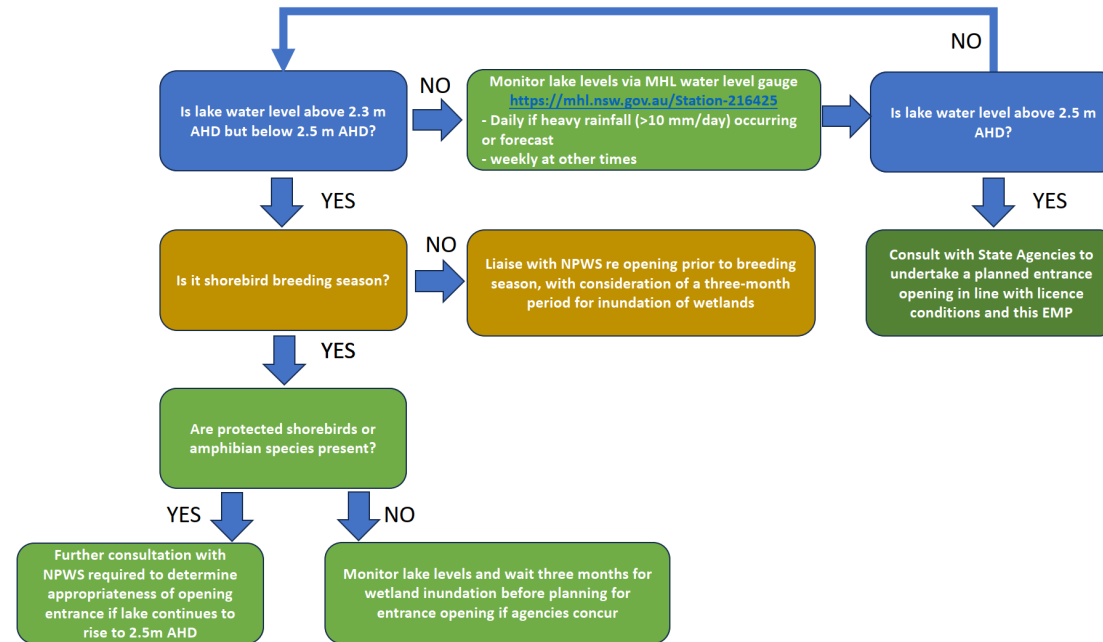 NO
Is lake water level above 2.3 m
AHD but below 2.5 m AHD?
NO
Monitor lake levels via MHL water level gauge
https://mhl.nsw.gov.au/Station-216425
- Daily if heavy rainfall (>10 mm/day) occurring
or forecast
- weekly at other times
Is lake water level above 2.5 m
AHD?
YES
YES
Is it shorebird breeding season?
NO
Liaise with NPWS re opening prior to breeding
season, with consideration of a three-month
period for inundation of wetlands
Consult with State Agencies to
undertake a planned entrance
opening in line with licence
conditions and this EMP
YES
Are protected shorebirds or
amphibian species present?
YES
NO
Further consultation with
NPWS required to determine
appropriateness of opening
entrance if lake continues to
rise to 2.5m AHD
Monitor lake levels and wait three months for
wetland inundation before planning for
entrance opening if agencies concur